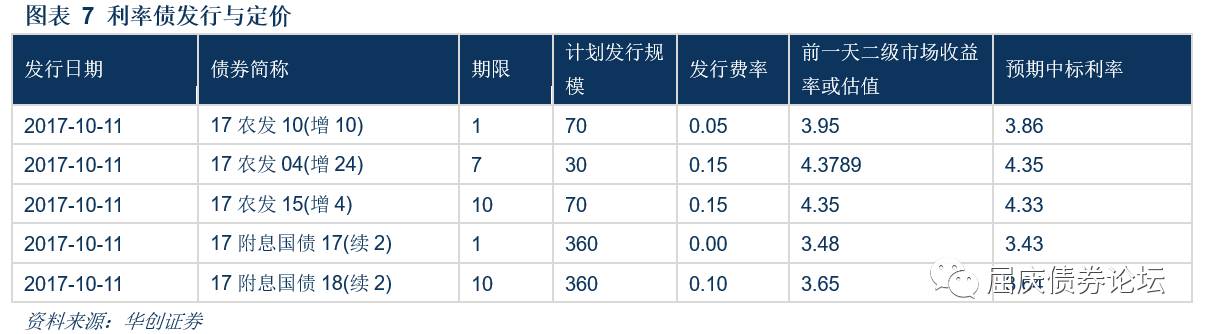 图表 7 利率债发行与定价
发行日期 债券简称 期限 计划发行规模 发行费率 前一天二级市场收益率或估值 预期中标利率
2017-10-11 17 农发 10(增 10) 1 70 0.05 3.95 3.86
2017-10-11 17 农发 04(增 24) 7 30 0.15 4.3789 4.35
2017-10-11 17 农发 15(增 4) 10 70 0.15 4.35 4.33
2017-10-11 17 附息国债 17(续 2) 1 360 0.00 3.48 3.43
2017-10-11 17 附息国债 18(续 2) 10 360 0.10 3.65
屈庆债券论坛
资料来源：华创证券